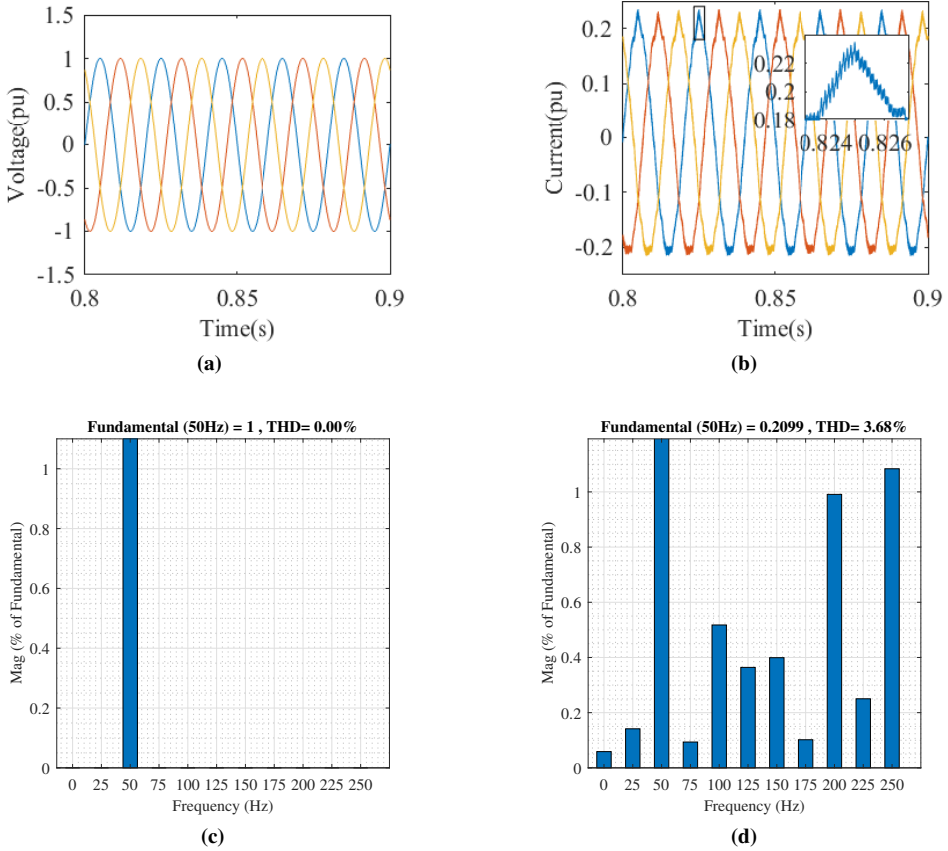 1.5
1
0.5
0
-0.5
-1
-1.5
Voltage(pu)
0.8 0.85 0.9
Time(s)
(a)
0.2
0.1
0
-0.1
-0.2
Current(pu)
0.22
0.2
0.18
0.824 0.826
0.8 0.85 0.9
Time(s)
(b)
Fundamental (50Hz) = 1 , THD= 0.00%
1
0.8
0.6
0.4
0.2
0
Mag (% of Fundamental)
0 25 50 75 100 125 150 175 200 225 250
Frequency (Hz)
(c)
Fundamental (50Hz) = 0.2099 , THD= 3.68%
1
0.8
0.6
0.4
0.2
0
Mag (% of Fundamental)
0 25 50 75 100 125 150 175 200 225 250
Frequency (Hz)
(d)